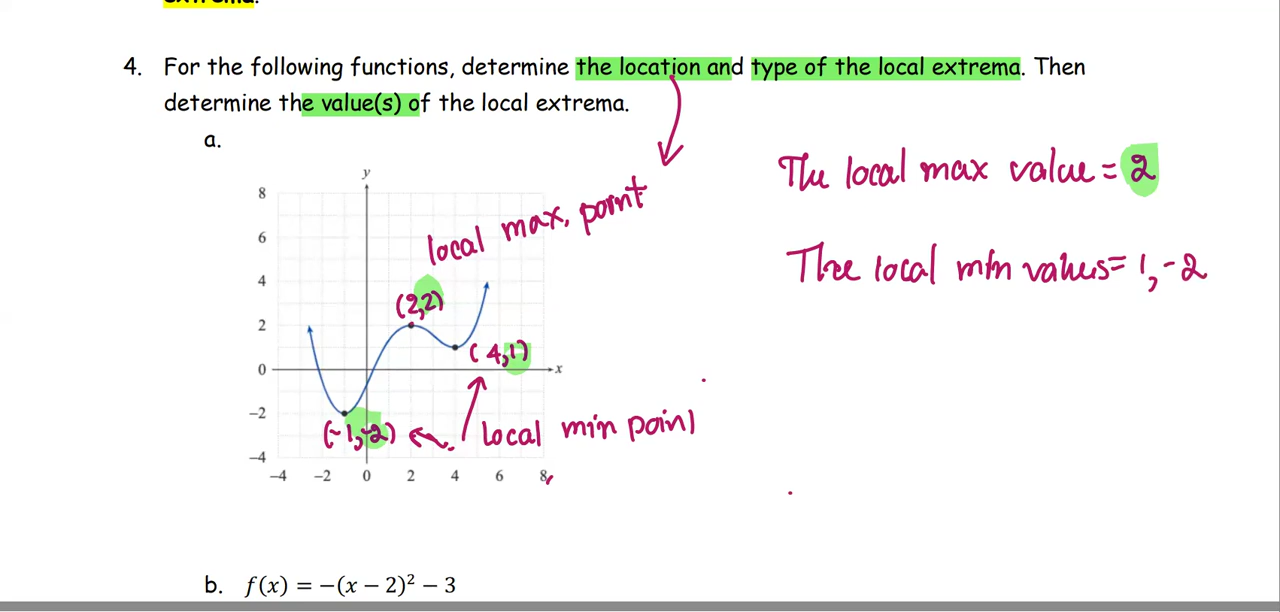 extrema.
4. For the following functions, determine the location and type of the local extrema. Then
determine the value(s) of the local extrema.
a.
The local max value = 2
y
8
local max. point
6
The local min values = 1, -2
4
(2,2)
2
(4,1)
0
x
-2
(-1,-2)
local min point
-4
-4 -2 0 2 4 6 8
b. f(x) = −(x − 2)² − 3